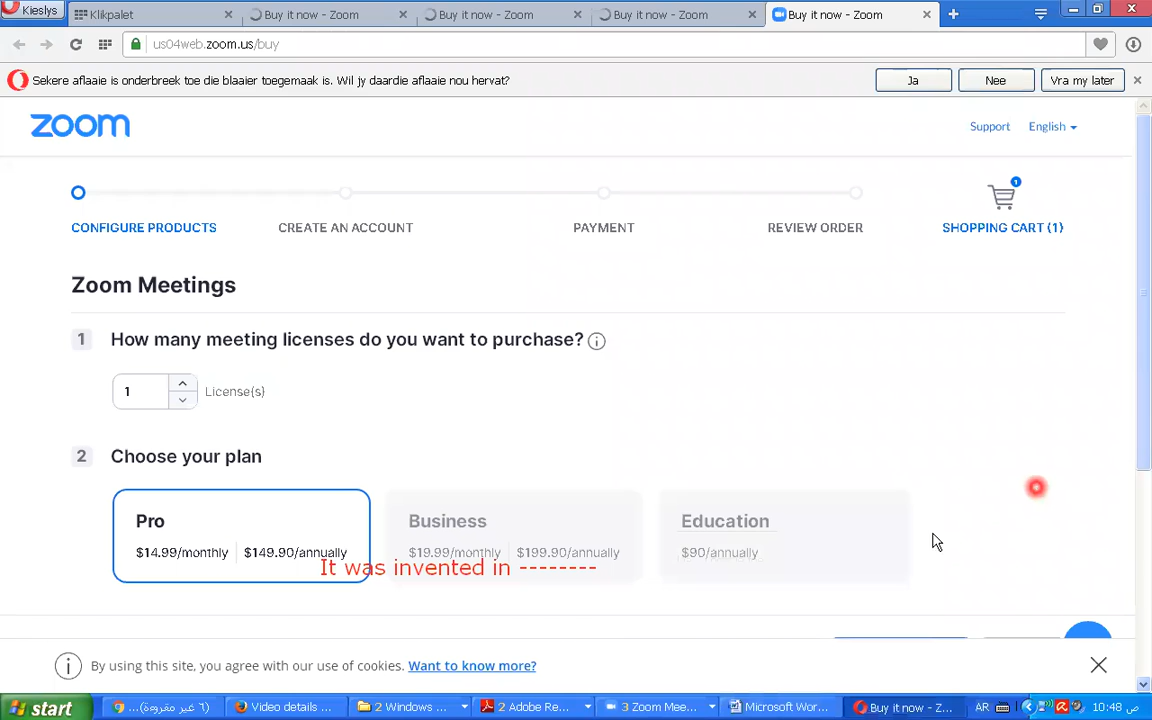 Kieslys
Klikpalet
Buy it now - Zoom
Buy it now - Zoom
Buy it now - Zoom
Buy it now - Zoom
us04web.zoom.us/buy
Sekere aflaaie is onderbreek toe die blaaier toegemaak is. Wil jy daardie aflaaie nou hervat?
Ja
Nee
Vra my later
zoom
Support
English
1
CONFIGURE PRODUCTS
CREATE AN ACCOUNT
PAYMENT
REVIEW ORDER
SHOPPING CART (1)
Zoom Meetings
1 How many meeting licenses do you want to purchase?
1 License(s)
2 Choose your plan
Pro
$14.99/monthly $149.90/annually
Business
$19.99/monthly $199.90/annually
Education
$90/annually
It was invented in --------
By using this site, you agree with our use of cookies. Want to know more?
start
(٦ غير مقروءة)...
Video details ...
2 Windows ...
2 Adobe Re...
3 Zoom Mee...
Microsoft Wor...
Buy it now - Z...
AR
10:48 ص